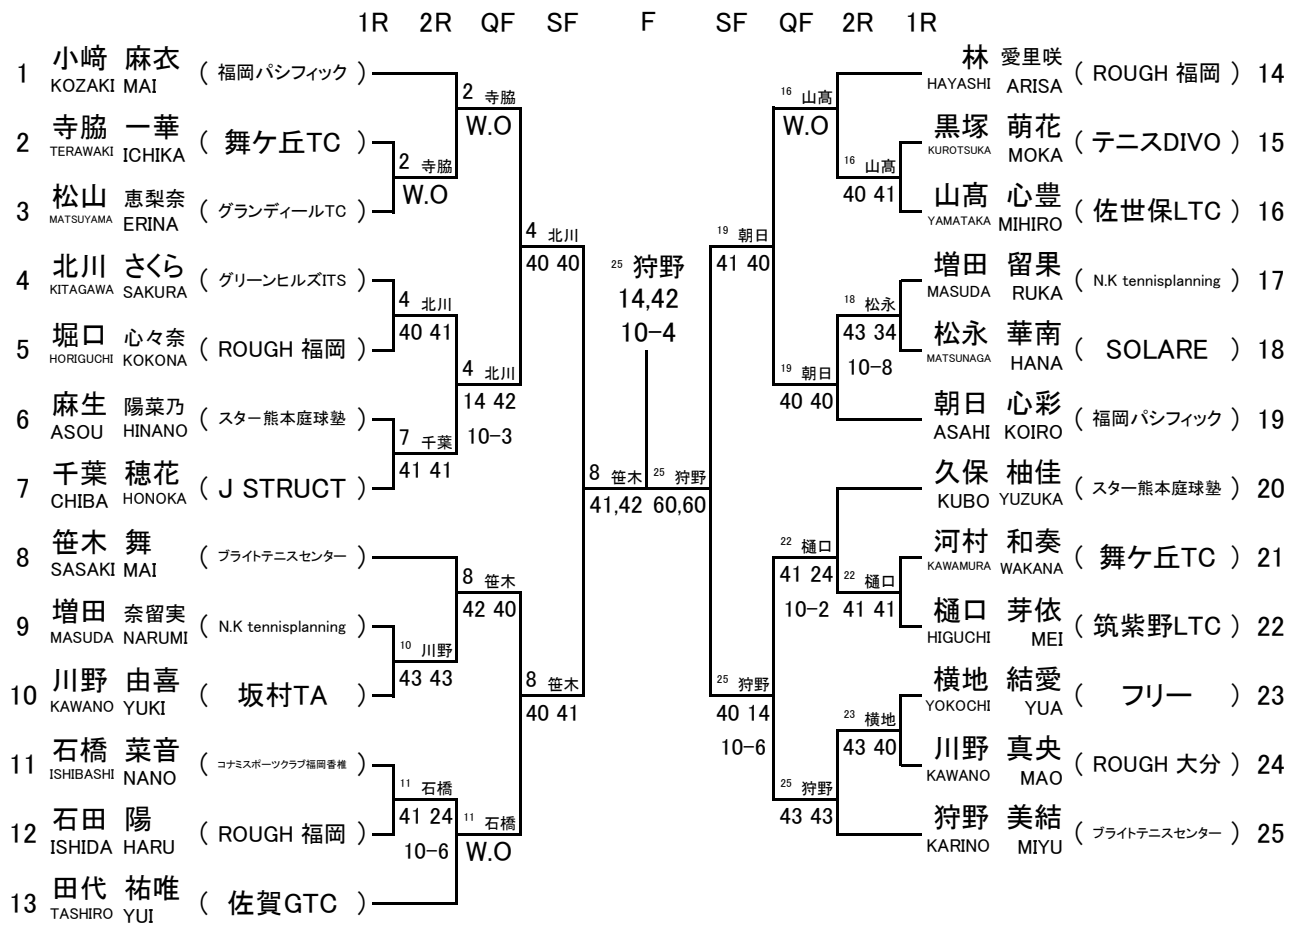 1R 2R QF SF F SF QF 2R 1R
1 小﨑 麻衣 ( 福岡パシフィック )
KOZAKI MAI
2 寺脇
W.O
2 寺脇 一華 ( 舞ケ丘TC )
TERAWAKI ICHIKA
2 寺脇
W.O
3 松山 恵梨奈 ( グランディールTC )
MATSUYAMA ERINA
4 北川
40 40
4 北川 さくら ( グリーンヒルズITS )
KITAGAWA SAKURA
4 北川
40 41
5 堀口 心々奈 ( ROUGH 福岡 )
HORIGUCHI KOKONA
4 北川
14 42
10-3
6 麻生 陽菜乃 ( スター熊本庭球塾 )
ASOU HINANO
7 千葉
41 41
7 千葉 穂花 ( J STRUCT )
CHIBA HONOKA
8 笹木
41,42
8 笹木 舞 ( ブライトテニスセンター )
SASAKI MAI
8 笹木
42 40
9 増田 奈留実 ( N.K tennisplanning )
MASUDA NARUMI
10 川野
43 43
10 川野 由喜 ( 坂村TA )
KAWANO YUKI
8 笹木
40 41
11 石橋 菜音 ( コナミスポーツクラブ福岡香椎 )
ISHIBASHI NANO
11 石橋
41 24
10-6
12 石田 陽 ( ROUGH 福岡 )
ISHIDA HARU
11 石橋
W.O
13 田代 祐唯 ( 佐賀GTC )
TASHIRO YUI
25 狩野
14,42
10-4
林 愛里咲 ( ROUGH 福岡 ) 14
HAYASHI ARISA
16 山髙
W.O
黒塚 萌花 ( テニスDIVO ) 15
KUROTSUKA MOKA
16 山髙
40 41
山髙 心豊 ( 佐世保LTC ) 16
YAMATAKA MIHIRO
19 朝日
41 40
増田 留果 ( N.K tennisplanning ) 17
MASUDA RUKA
18 松永
43 34
10-8
松永 華南 ( SOLARE ) 18
MATSUNAGA HANA
19 朝日
40 40
朝日 心彩 ( 福岡パシフィック ) 19
ASAHI KOIRO
25 狩野
60,60
久保 柚佳 ( スター熊本庭球塾 ) 20
KUBO YUZUKA
22 樋口
41 24
10-2
河村 和奏 ( 舞ケ丘TC ) 21
KAWAMURA WAKANA
22 樋口
41 41
樋口 芽依 ( 筑紫野LTC ) 22
HIGUCHI MEI
25 狩野
40 14
10-6
横地 結愛 ( フリー ) 23
YOKOCHI YUA
23 横地
43 40
川野 真央 ( ROUGH 大分 ) 24
KAWANO MAO
25 狩野
43 43
狩野 美結 ( ブライトテニスセンター ) 25
KARINO MIYU